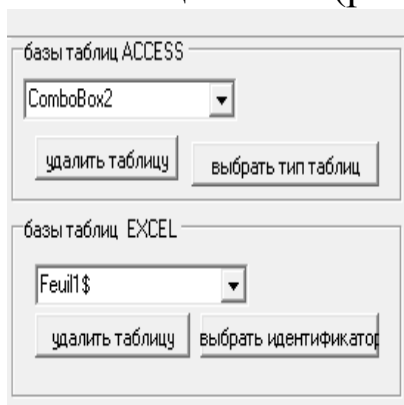 базы таблиц ACCESS
ComboBox2
удалить таблицу
выбрать тип таблиц
базы таблиц EXCEL
Feuil1$
удалить таблицу
выбрать идентификатор